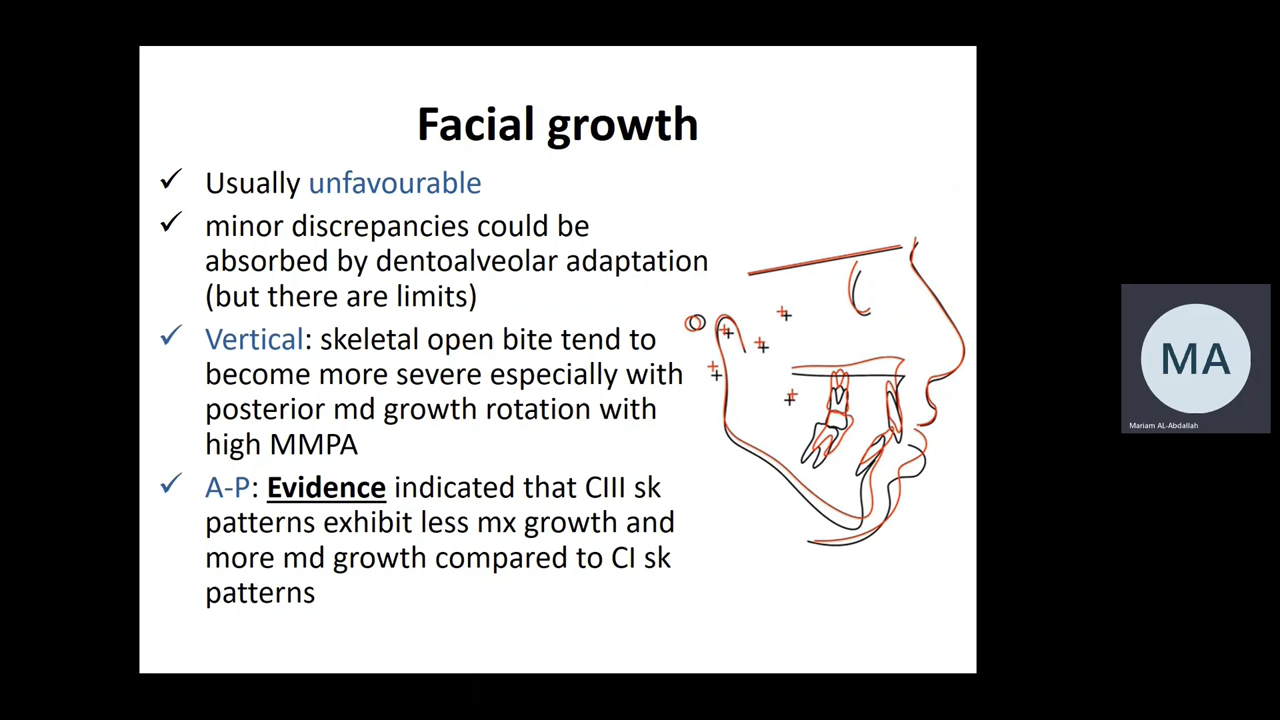 Facial growth
✓ Usually unfavourable
✓ minor discrepancies could be
absorbed by dentoalveolar adaptation
(but there are limits)
✓ Vertical: skeletal open bite tend to
become more severe especially with
posterior md growth rotation with
high MMPA
✓ A-P: Evidence indicated that CIII sk
patterns exhibit less mx growth and
more md growth compared to CI sk
patterns
MA
Mariam AL-Abdallah